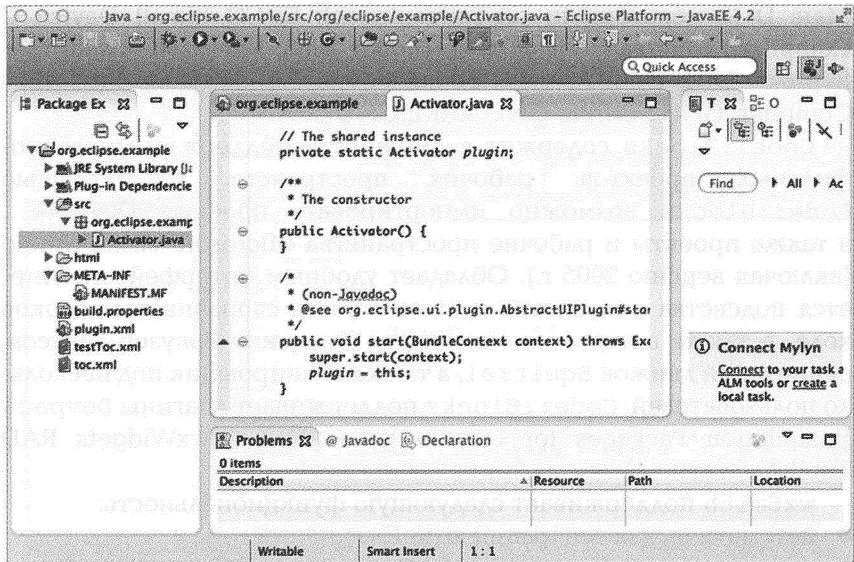 Java – org.eclipse.example/src/org/eclipse/example/Activator.java – Eclipse Platform – JavaEE 4.2
Quick Access
Package Ex
org.eclipse.example
JRE System Library [Ja
Plug-in Dependencie
src
org.eclipse.examp
Activator.java
html
META-INF
MANIFEST.MF
build.properties
plugin.xml
testToc.xml
toc.xml
org.eclipse.example
Activator.java
// The shared instance
private static Activator plugin;
/**
* The constructor
*/
public Activator() {
}
/*
* (non-Javadoc)
* @see org.eclipse.ui.plugin.AbstractUIPlugin#star
*/
public void start(BundleContext context) throws Exc
super.start(context);
plugin = this;
}
T
O
Find
All
Ac
Connect Mylyn
Connect to your task a
ALM tools or create a
local task.
Problems
@ Javadoc
Declaration
0 items
Description
Resource
Path
Location
Writable
Smart Insert
1 : 1